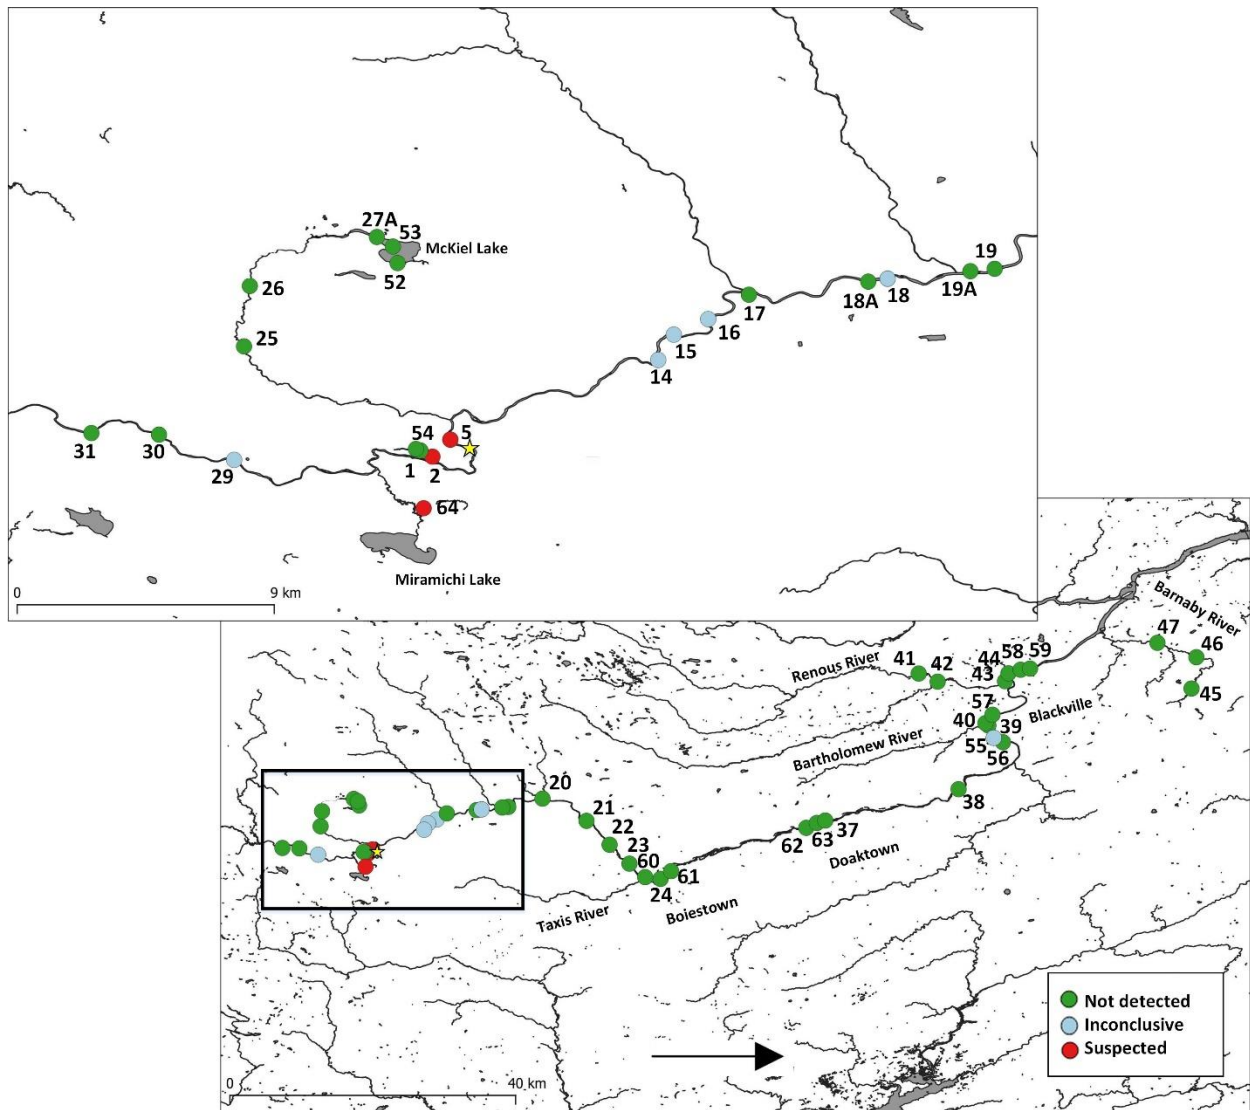 27A
53
McKiel Lake
52
26
25
19
19A
18
18A
17
16
15
14
54
5
1
2
31
30
29
64
Miramichi Lake
0 9 km
Barnaby River
47
46
45
Renous River
41
42
44
58
59
43
57
Blackville
40
39
Bartholomew River
55
56
38
20
21
22
23
60
61
24
62
63
37
Doaktown
Taxis River
Boiestown
Not detected
Inconclusive
Suspected
0 40 km